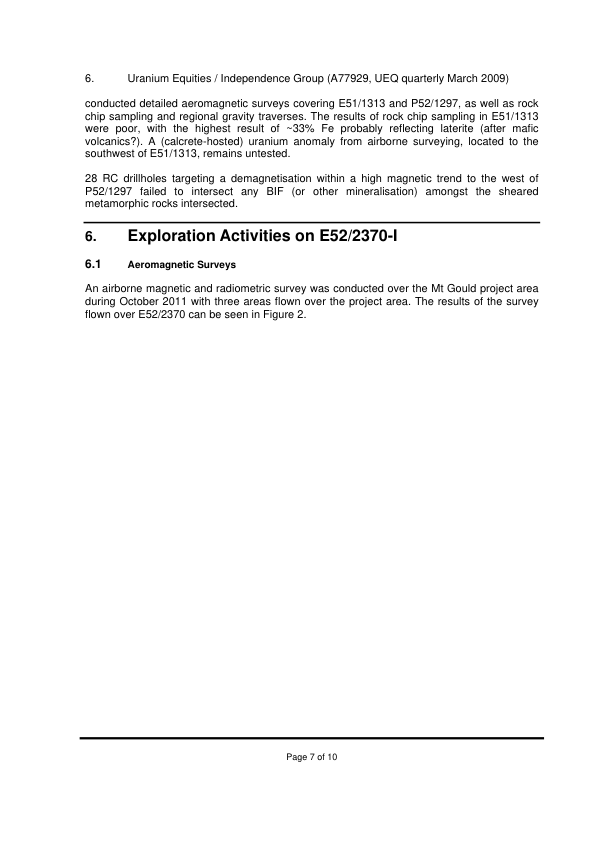 6. Uranium Equities / Independence Group (A77929, UEQ quarterly March 2009)
conducted detailed aeromagnetic surveys covering E51/1313 and P52/1297, as well as rock
chip sampling and regional gravity traverses. The results of rock chip sampling in E51/1313
were poor, with the highest result of ~33% Fe probably reflecting laterite (after mafic
volcanics?). A (calcrete-hosted) uranium anomaly from airborne surveying, located to the
southwest of E51/1313, remains untested.
28 RC drillholes targeting a demagnetisation within a high magnetic trend to the west of
P52/1297 failed to intersect any BIF (or other mineralisation) amongst the sheared
metamorphic rocks intersected.
6. Exploration Activities on E52/2370-I
6.1 Aeromagnetic Surveys
An airborne magnetic and radiometric survey was conducted over the Mt Gould project area
during October 2011 with three areas flown over the project area. The results of the survey
flown over E52/2370 can be seen in Figure 2.
Page 7 of 10